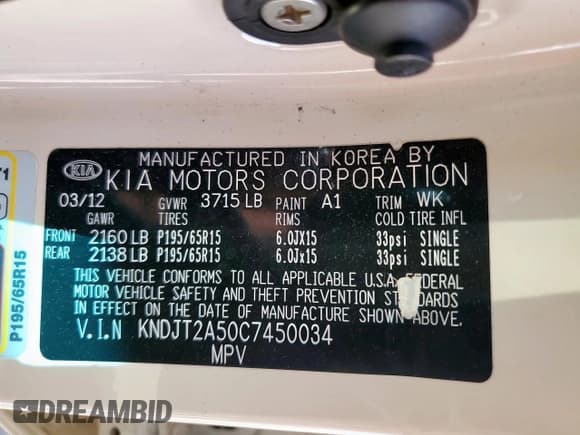 MANUFACTURED IN KOREA BY
KIA KIA MOTORS CORPORATION
03/12 GVWR 3715 LB PAINT A1 TRIM WK
GAWR TIRES RIMS COLD TIRE INFL
FRONT 2160 LB P195/65R15 6.0JX15 33psi SINGLE
REAR 2138 LB P195/65R15 6.0Jx15 33psi SINGLE
THIS VEHICLE CONFORMS TO ALL APPLICABLE U.S.A. FEDERAL
MOTOR VEHICLE SAFETY AND THEFT PREVENTION STANDARDS
IN EFFECT ON THE DATE OF MANUFACTURE SHOWN ABOVE.
V.I.N KNDJT2A50C7450034
MPV
P195/65R15
71
DREAMBID